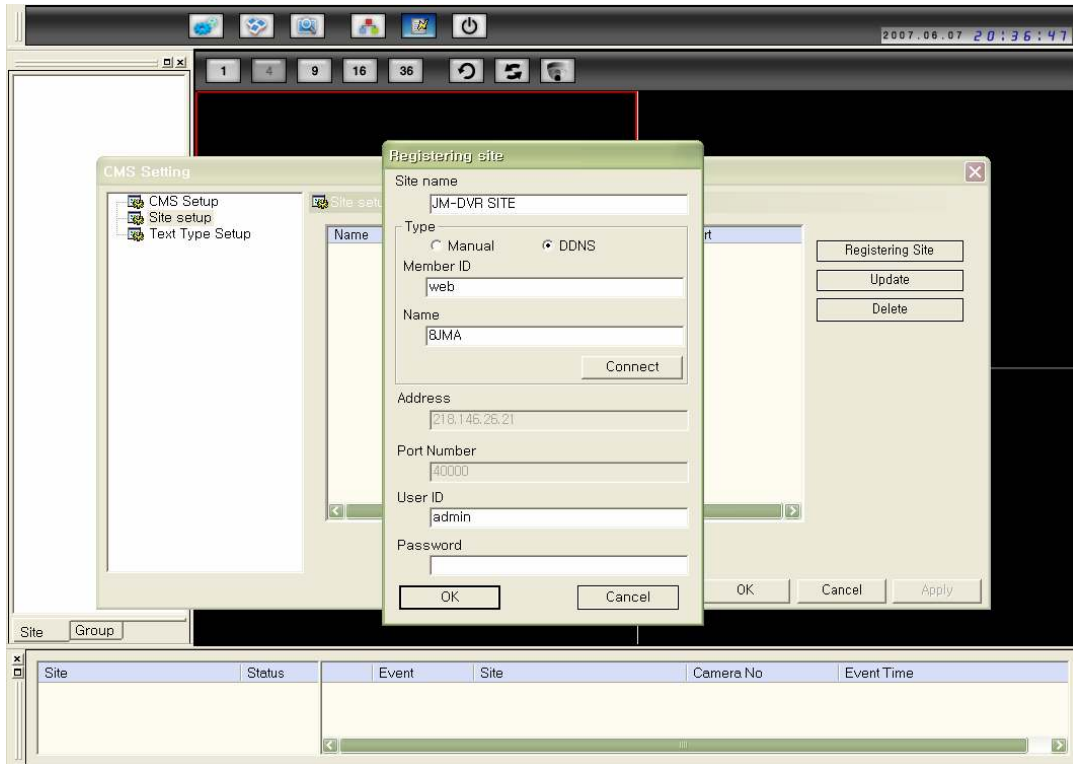 2007.06.07 20:36:47
1 4 9 16 36
CMS Setting
CMS Setup
Site setup
Text Type Setup
Site setu
Name
rt
Registering Site
Update
Delete
OK Cancel Apply
Registering site
Site name
JM-DVR SITE
Type
Manual DDNS
Member ID
web
Name
8JMA
Connect
Address
218.146.26.21
Port Number
40000
User ID
admin
Password
OK Cancel
Site Group
Site Status Event Site Camera No Event Time